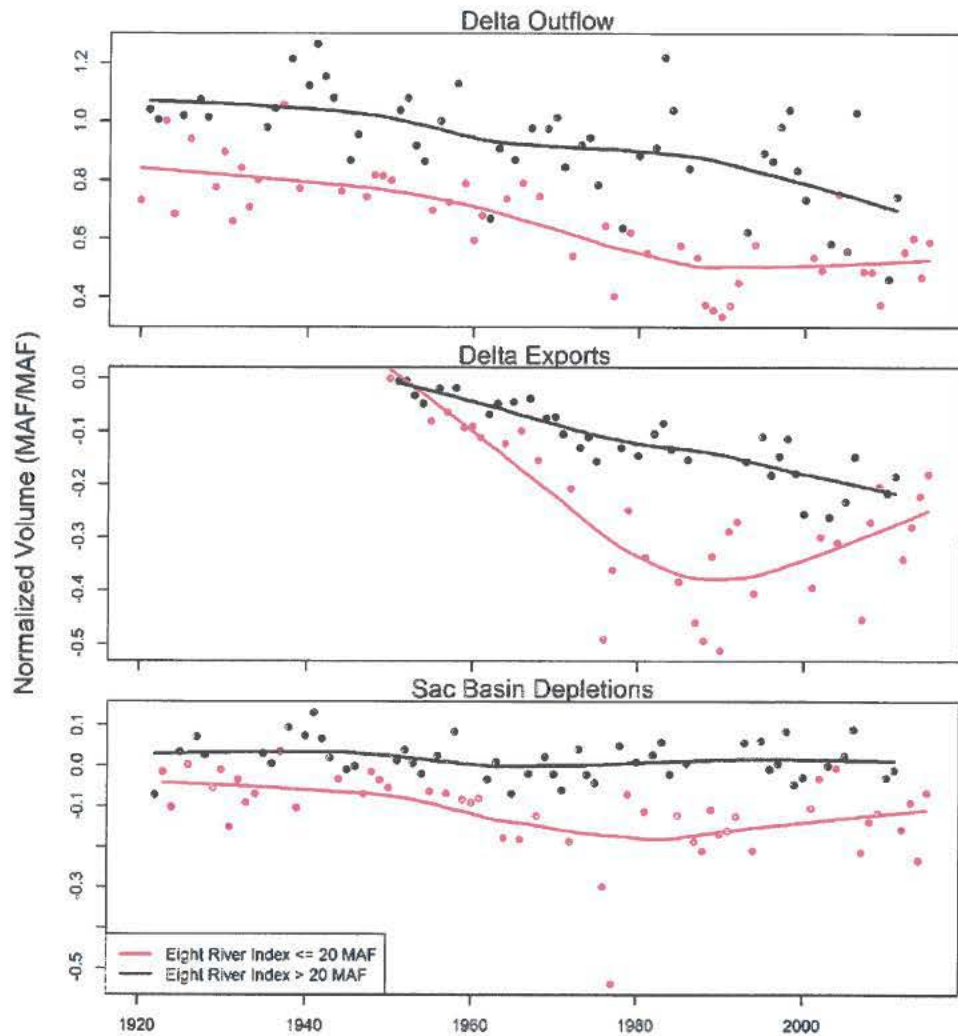 Delta Outflow
1.2
1.0
0.8
0.6
0.4
Delta Exports
0.0
-0.1
-0.2
-0.3
-0.4
-0.5
Normalized Volume (MAF/MAF)
Sac Basin Depletions
0.1
0.0
-0.1
-0.3
-0.5
Eight River Index <= 20 MAF
Eight River Index > 20 MAF
1920 1940 1960 1980 2000